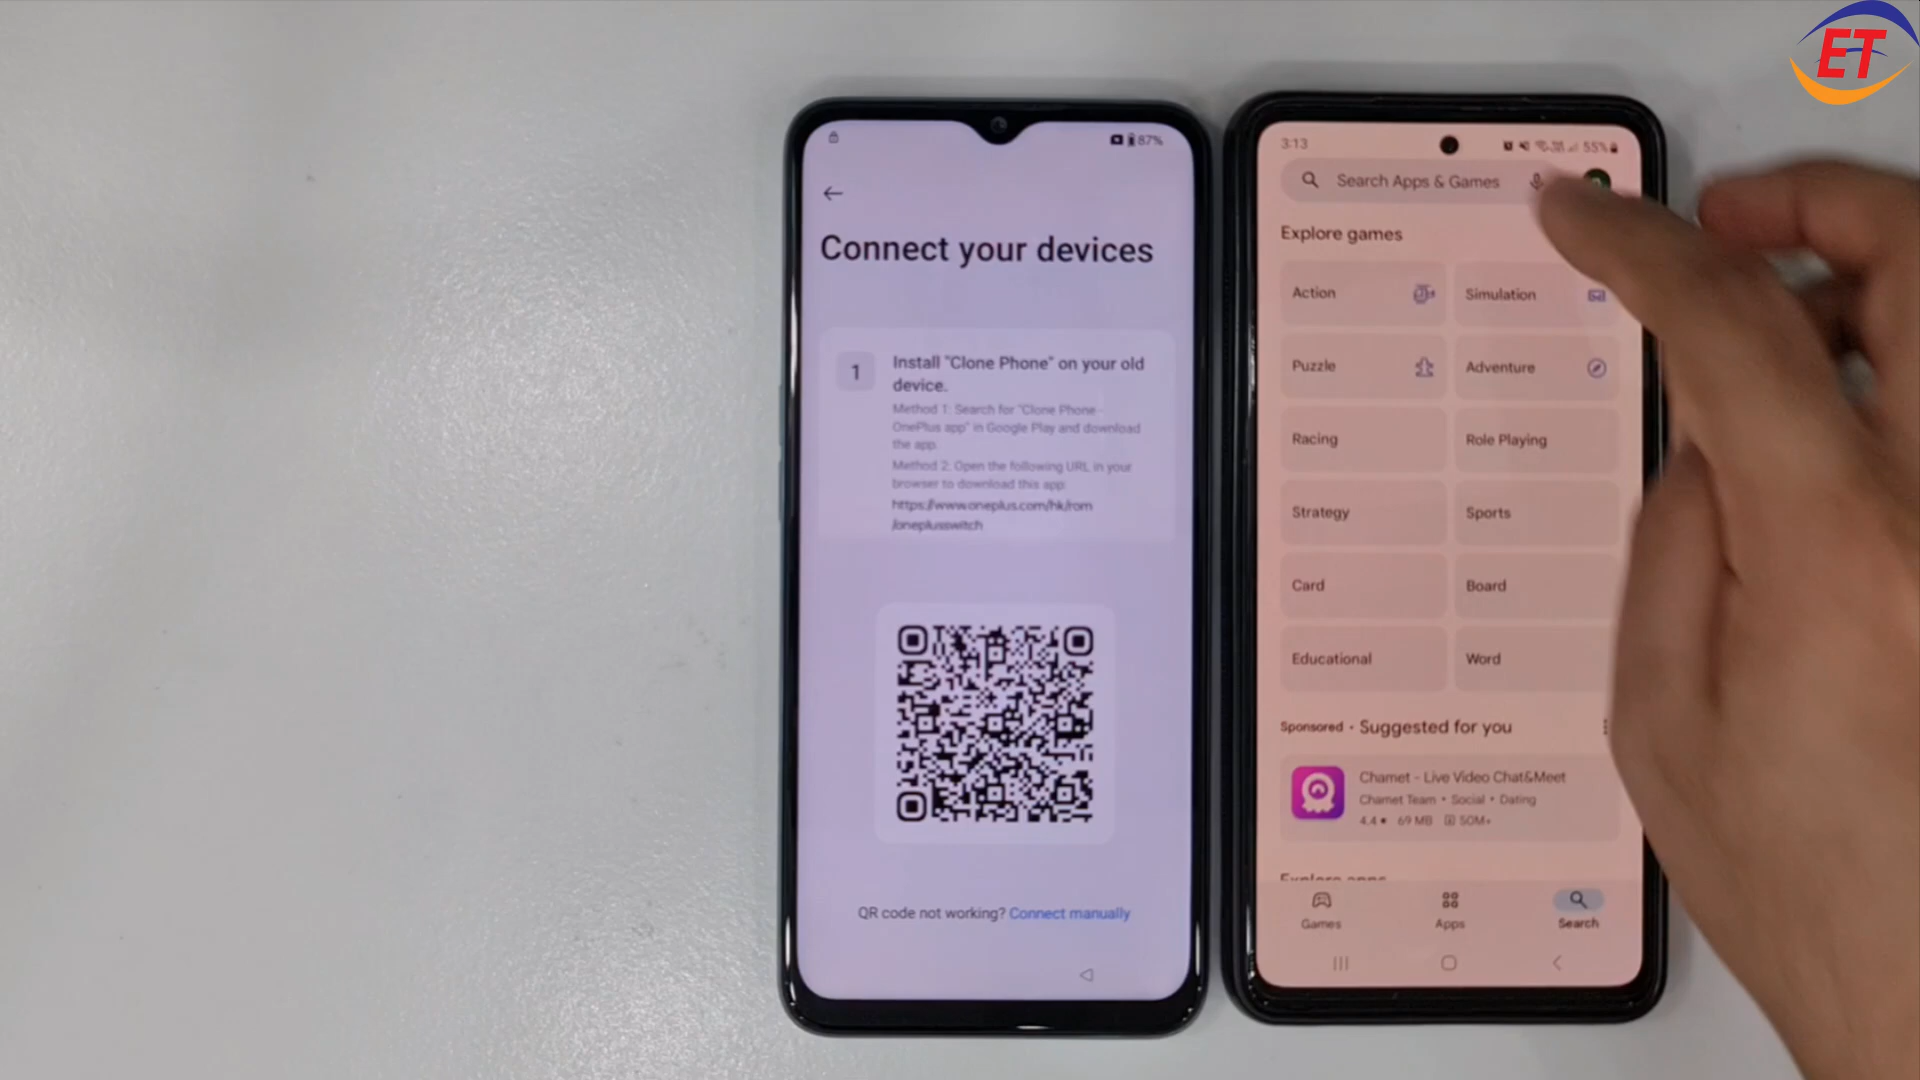 ET
87%
Connect your devices
1
Install "Clone Phone" on your old
device.
Method 1: Search for "Clone Phone -
OnePlus app" in Google Play and download
the app.
Method 2: Open the following URL in your
browser to download this app:
https://www.oneplus.com/hk/rom
/oneplusswitch
QR code not working? Connect manually
3:13
55%
Search Apps & Games
Explore games
Action
Simulation
Puzzle
Adventure
Racing
Role Playing
Strategy
Sports
Card
Board
Educational
Word
Sponsored • Suggested for you
Chamet - Live Video Chat&Meet
Chamet Team • Social • Dating
4.4★ 69 MB 50M+
Explore apps
Games
Apps
Search